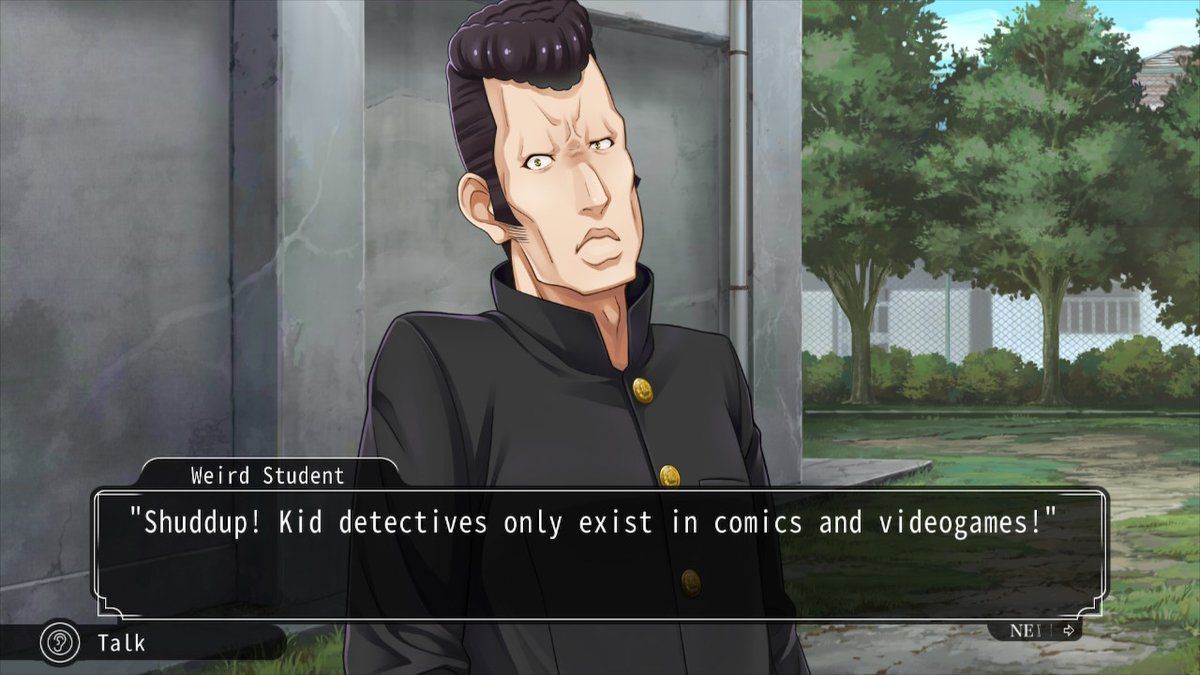 Weird Student
"Shuddup! Kid detectives only exist in comics and videogames!"
Talk